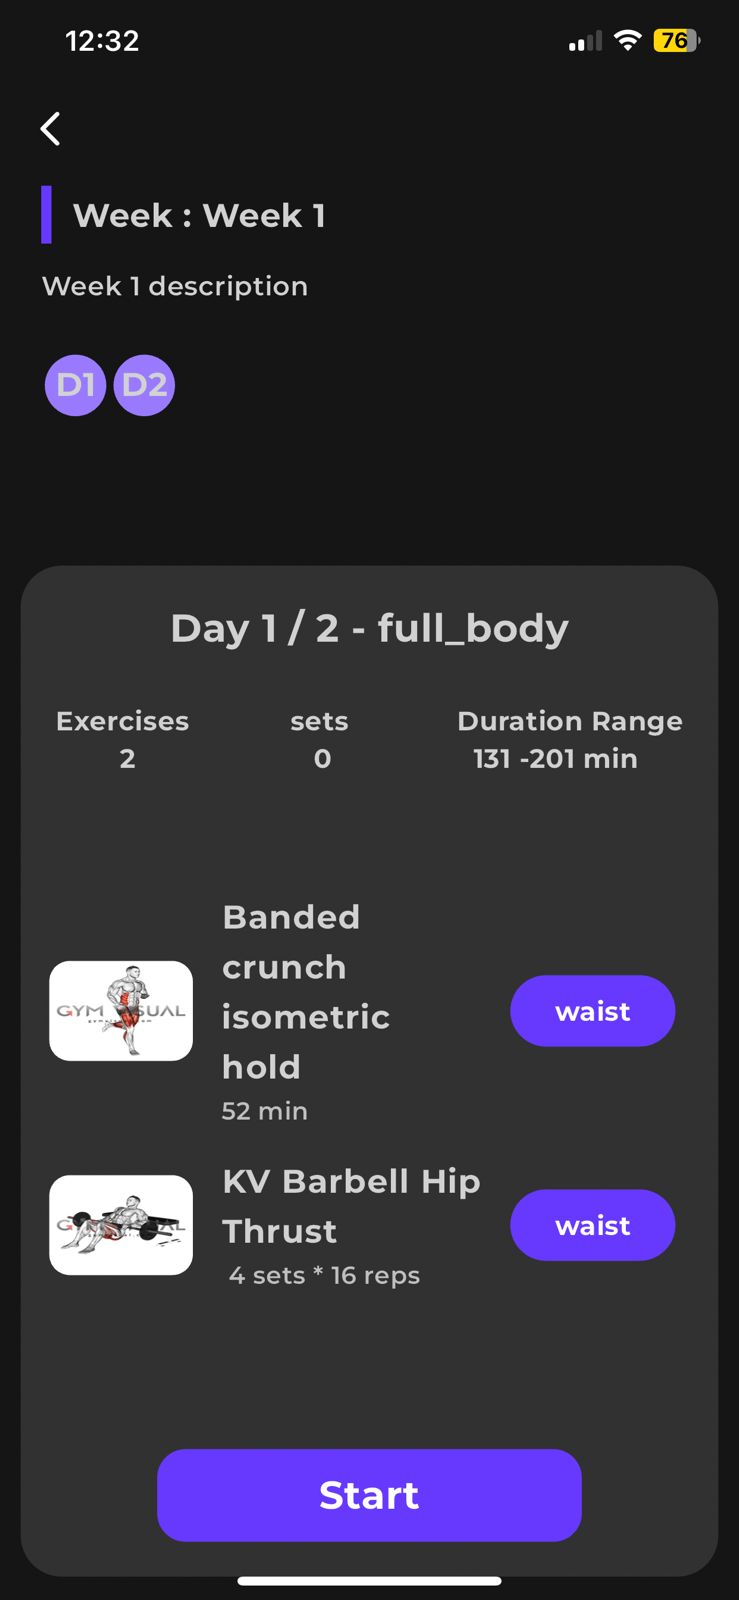 12:32
76
Week : Week 1
Week 1 description
D1 D2
Day 1 / 2 - full_body
Exercises sets Duration Range
2 0 131 -201 min
Banded
crunch
isometric
hold
52 min
GYM VISUAL
waist
KV Barbell Hip
Thrust
4 sets * 16 reps
waist
Start